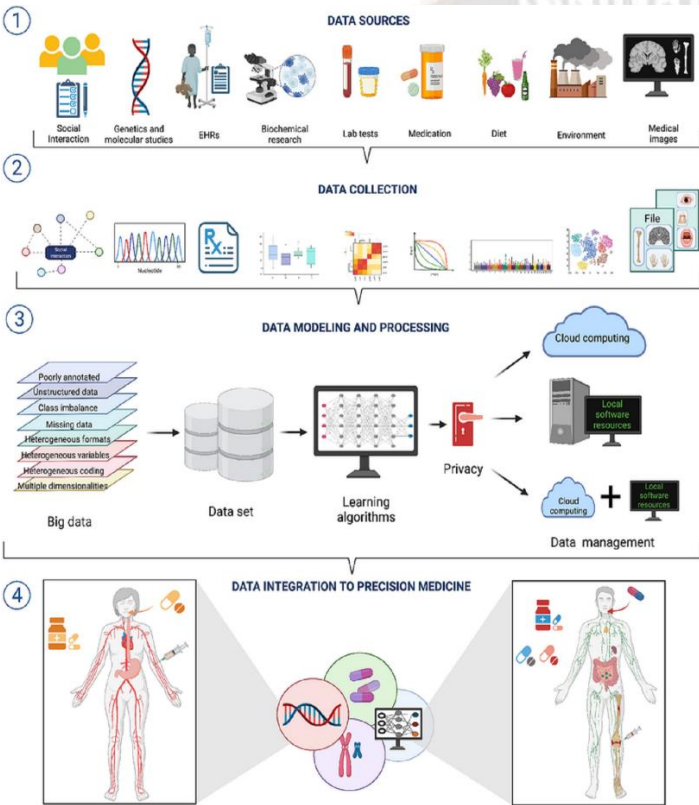 1
DATA SOURCES
Social
Interaction
Genetics and
molecular studies
EHRs
Biochemical
research
Lab tests
Medication
Diet
Environment
Medical
images
2
DATA COLLECTION
Social
interaction
Nucleotide
Rx
File
3
DATA MODELING AND PROCESSING
Poorly annotated
Unstructured data
Class imbalance
Missing data
Heterogeneous formats
Heterogeneous variables
Heterogeneous coding
Multiple dimensionalities
Big data
Data set
Learning
algorithms
Privacy
Cloud computing
Local
software
resources
Cloud
computing
+
Local
software
resources
Data management
4
DATA INTEGRATION TO PRECISION MEDICINE